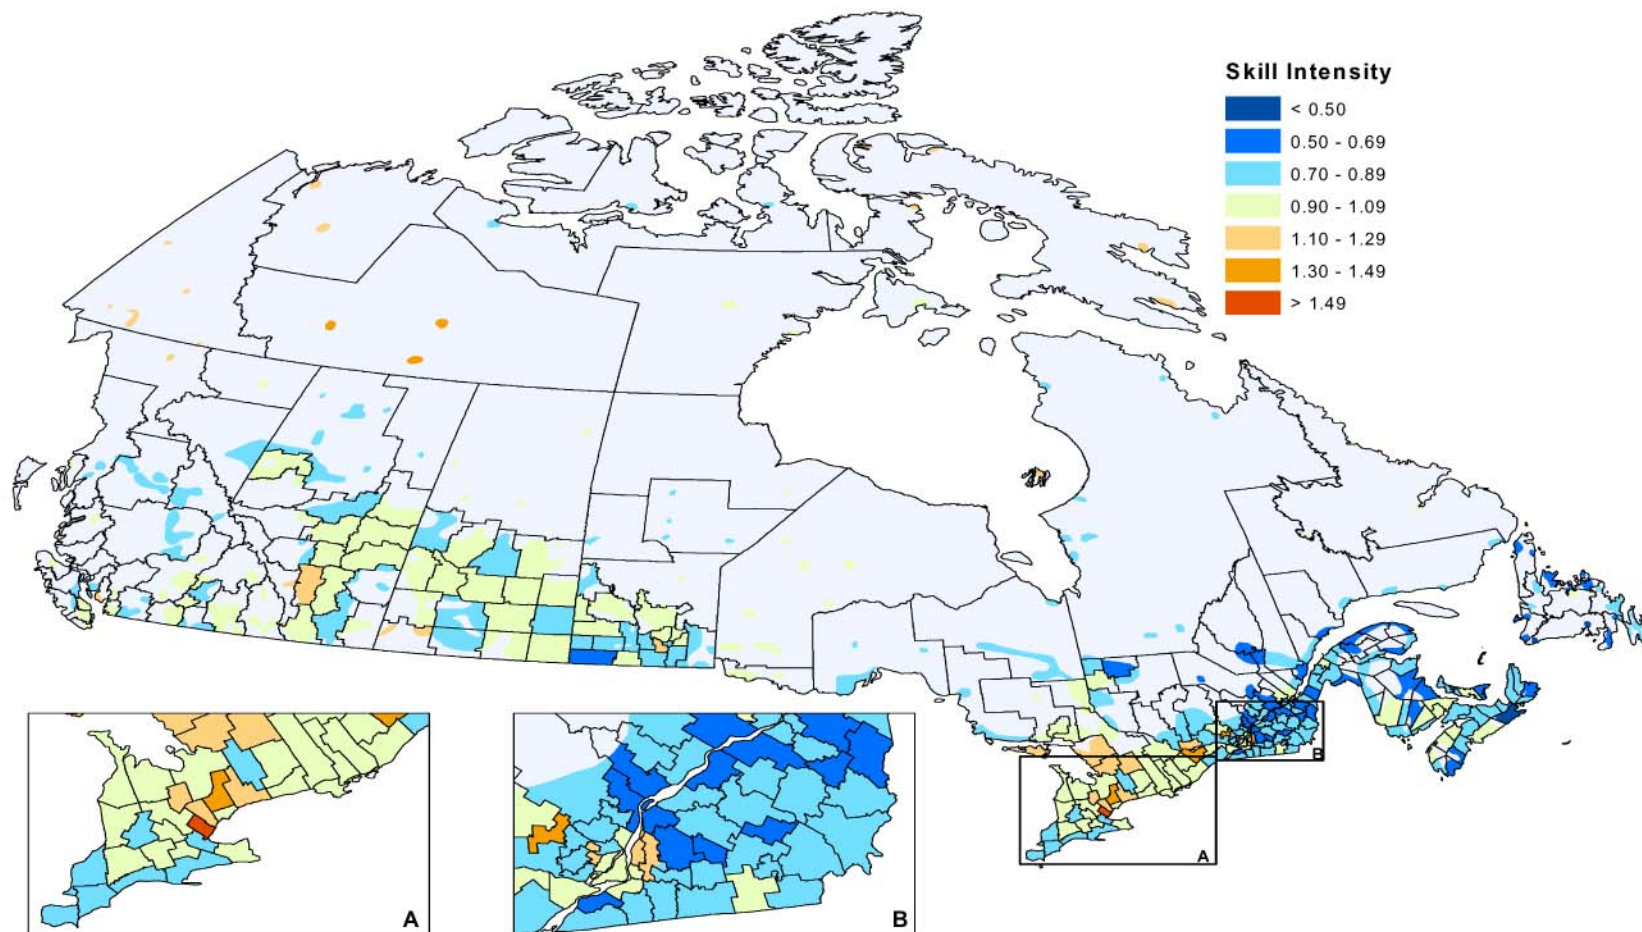 Skill Intensity
< 0.50
0.50 - 0.69
0.70 - 0.89
0.90 - 1.09
1.10 - 1.29
1.30 - 1.49
> 1.49
B
A
A
B